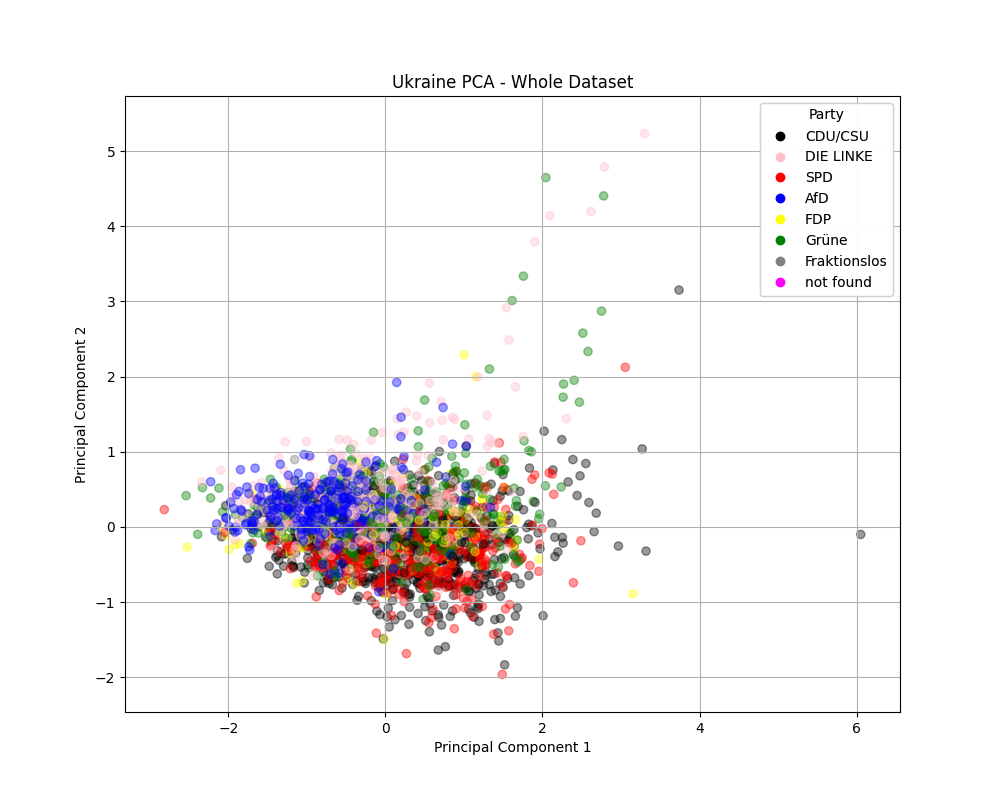 Ukraine PCA - Whole Dataset
Party
CDU/CSU
DIE LINKE
SPD
AfD
FDP
Grüne
Fraktionslos
not found
5
4
3
2
1
0
−1
−2
Principal Component 2
−2
0
2
4
6
Principal Component 1